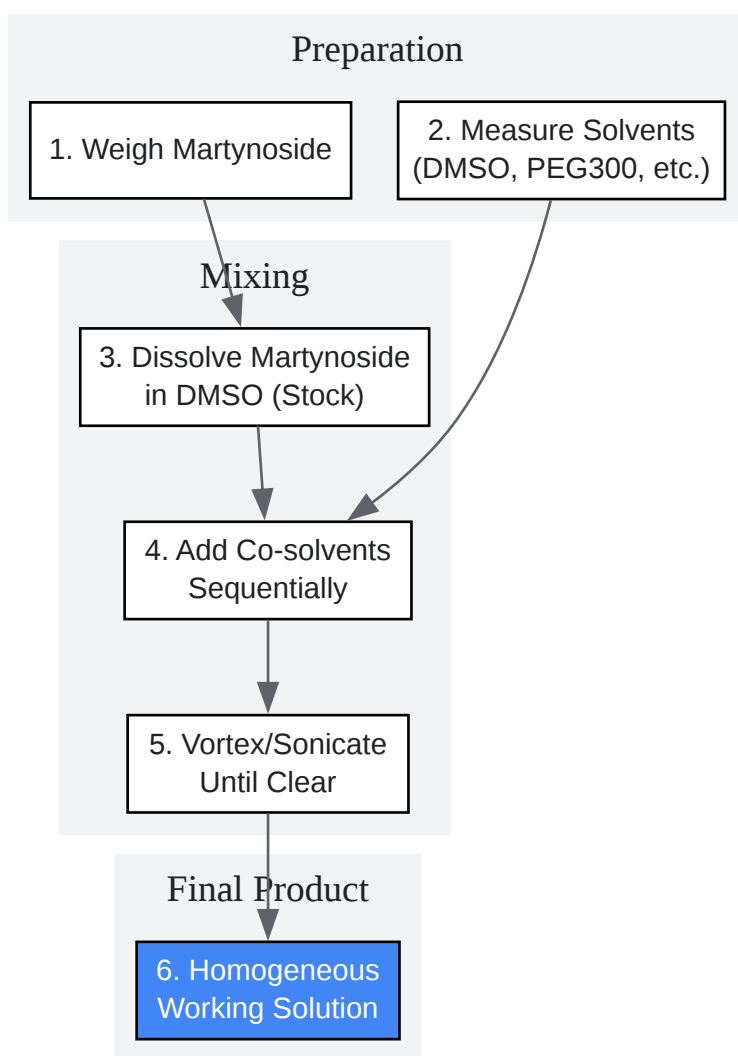 Preparation
1. Weigh Martynoside
2. Measure Solvents
(DMSO, PEG300, etc.)
Mixing
3. Dissolve Martynoside
in DMSO (Stock)
4. Add Co-solvents
Sequentially
5. Vortex/Sonicate
Until Clear
Final Product
6. Homogeneous
Working Solution